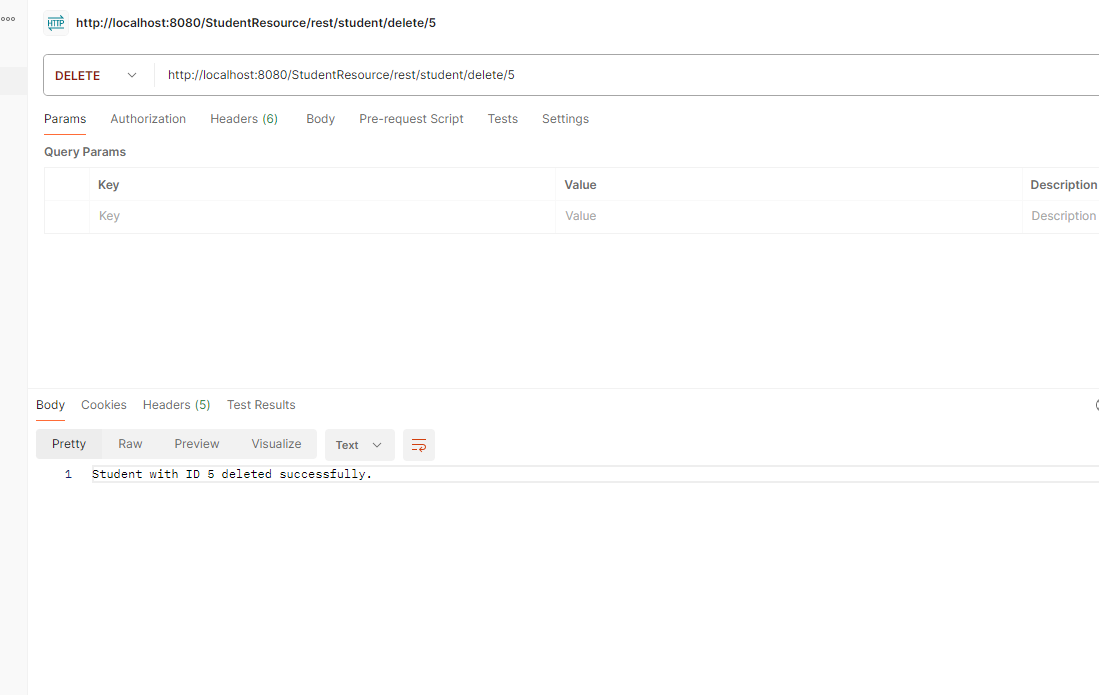 HTTP http://localhost:8080/StudentResource/rest/student/delete/5
DELETE http://localhost:8080/StudentResource/rest/student/delete/5
Params Authorization Headers (6) Body Pre-request Script Tests Settings
Query Params
Key Value Description
Key Value Description
Body Cookies Headers (5) Test Results
Pretty Raw Preview Visualize Text
1 Student with ID 5 deleted successfully.